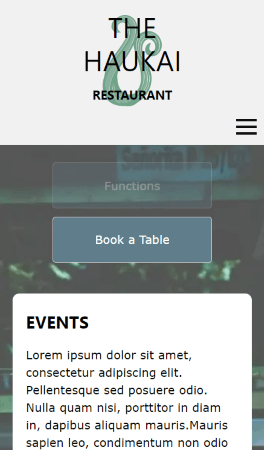 THE
HAUKAI
RESTAURANT
Functions
Book a Table
EVENTS
Lorem ipsum dolor sit amet,
consectetur adipiscing elit.
Pellentesque sed posuere odio.
Nulla quam nisi, porttitor in diam
in, dapibus aliquam mauris.Mauris
sapien leo, condimentum non odio